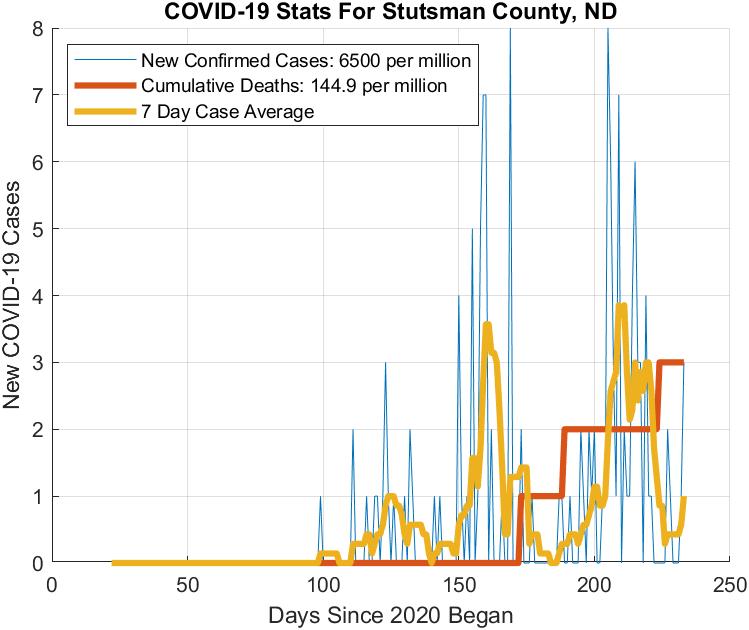 COVID-19 Stats For Stutsman County, ND
New Confirmed Cases: 6500 per million
Cumulative Deaths: 144.9 per million
7 Day Case Average
New COVID-19 Cases
8
7
6
5
4
3
2
1
0
0 50 100 150 200 250
Days Since 2020 Began